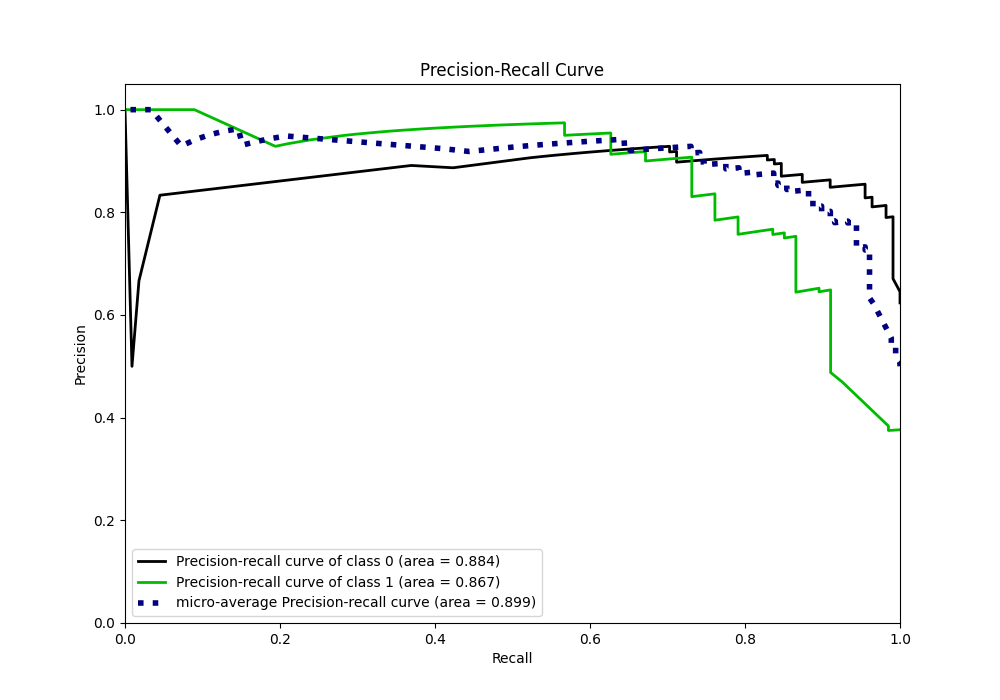 Precision-Recall Curve
1.0
0.8
0.6
0.4
0.2
0.0
Precision
Precision-recall curve of class 0 (area = 0.884)
Precision-recall curve of class 1 (area = 0.867)
micro-average Precision-recall curve (area = 0.899)
0.0 0.2 0.4 0.6 0.8 1.0
Recall